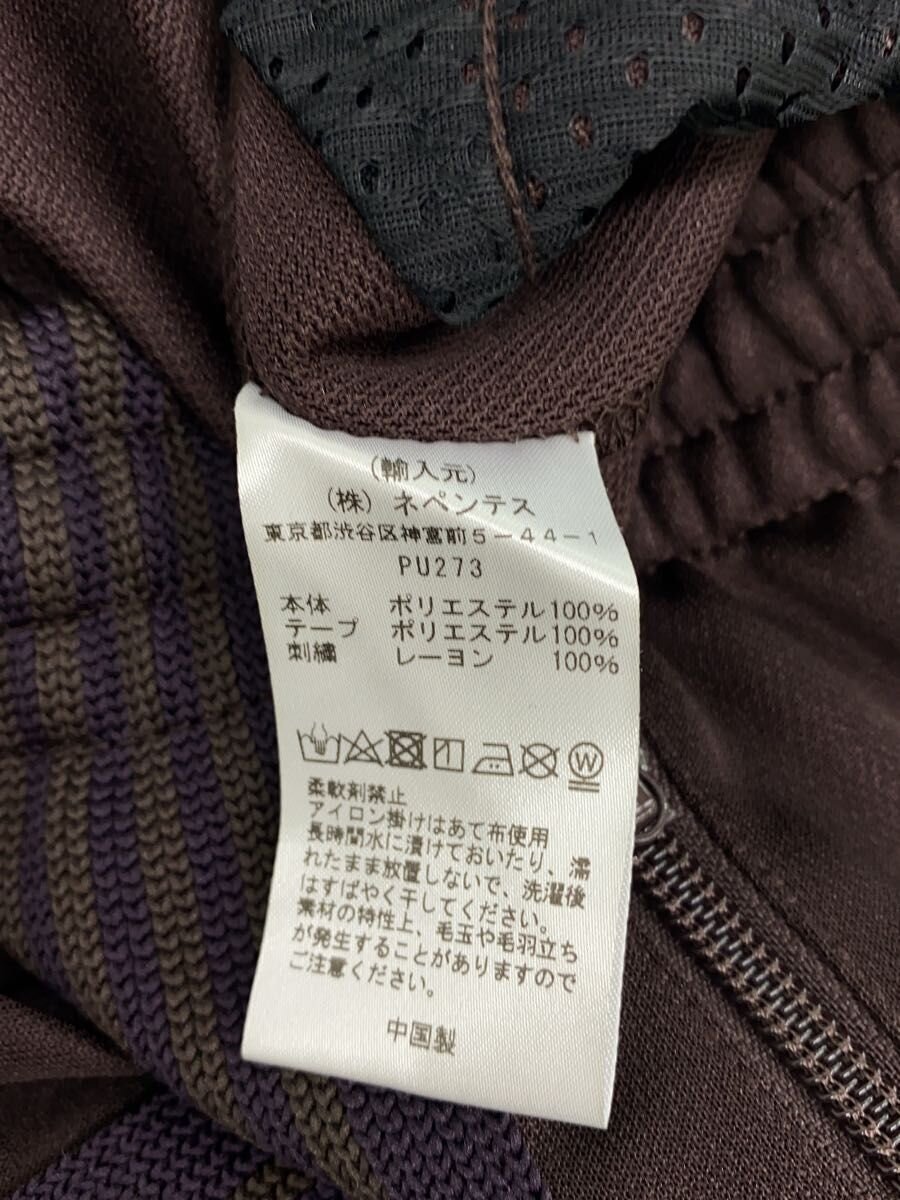 (輸入元)
(株) ネペンテス
東京都渋谷区神宮前5-44-1
PU273
本体 ポリエステル100%
テープ ポリエステル100%
刺繍 レーヨン 100%
W
柔軟剤禁止
アイロン掛けはあて布使用
長時間水に漬けておいたり、濡
れたまま放置しないで、洗濯後
はすばやく干してください。
素材の特性上、毛玉や毛羽立ち
が発生することがありますので
ご注意ください。
中国製